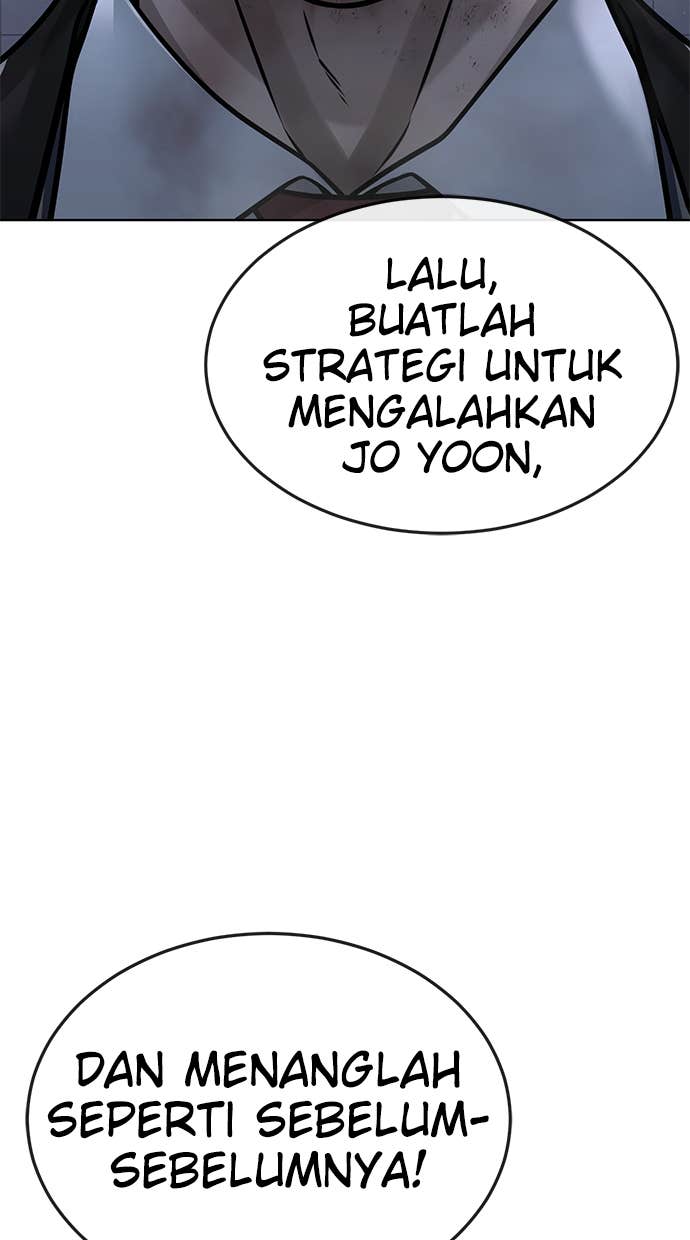 LALU,
BUATLAH
STRATEGI UNTUK
MENGALAHKAN
JO YOON,
DAN MENANGLAH
SEPERTI SEBELUM-
SEBELUMNYA!